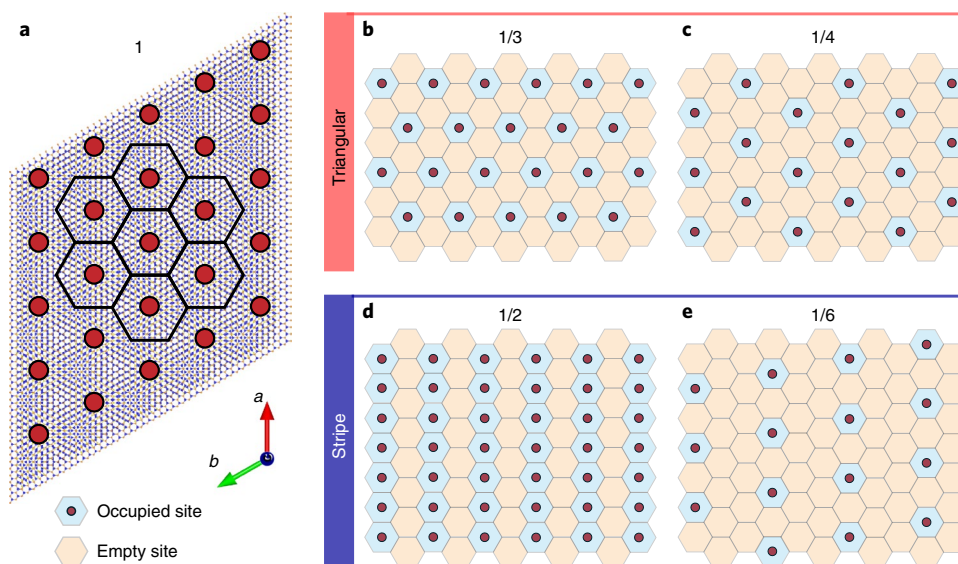 a
1
a
b
c
Occupied site
Empty site
Triangular
b
1/3
c
1/4
Stripe
d
1/2
e
1/6